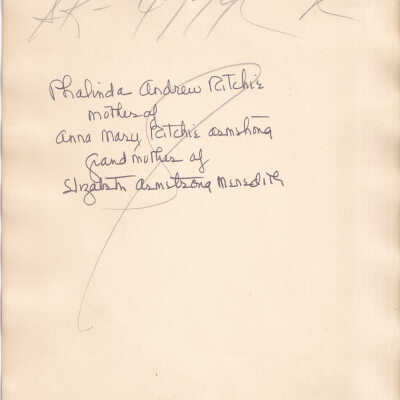 Phalinda Andrew Ritchie
mother of
Anna Mary Ritchie Armstrong
Grandmother of
Elizabeth Armstrong Meredith